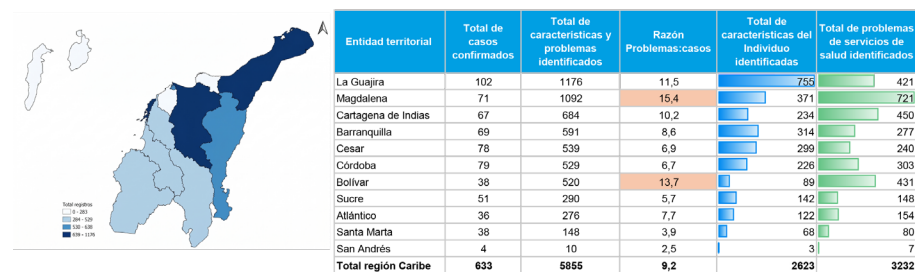 Total registros
0 - 283
284 - 529
530 - 638
639 - 1176
Entidad territorial | Total de casos confirmados | Total de características y problemas identificados | Razón Problemas:casos | Total de características del Individuo identificadas | Total de problemas de servicios de salud identificados
La Guajira 102 1176 11,5 755 421
Magdalena 71 1092 15,4 371 721
Cartagena de Indias 67 684 10,2 234 450
Barranquilla 69 591 8,6 314 277
Cesar 78 539 6,9 299 240
Córdoba 79 529 6,7 226 303
Bolívar 38 520 13,7 89 431
Sucre 51 290 5,7 142 148
Atlántico 36 276 7,7 122 154
Santa Marta 38 148 3,9 68 80
San Andrés 4 10 2,5 3 7
Total región Caribe 633 5855 9,2 2623 3232